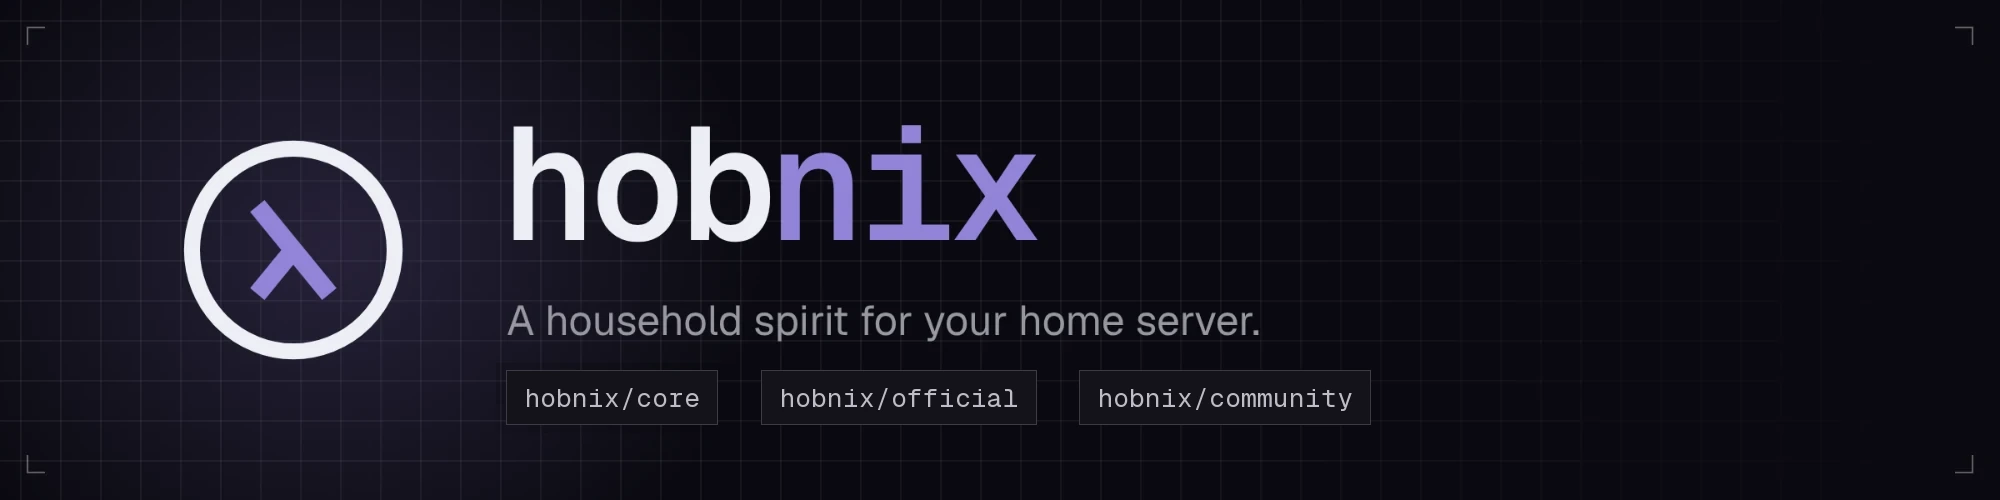 λ
hobnix
A household spirit for your home server.
hobnix/core hobnix/official hobnix/community